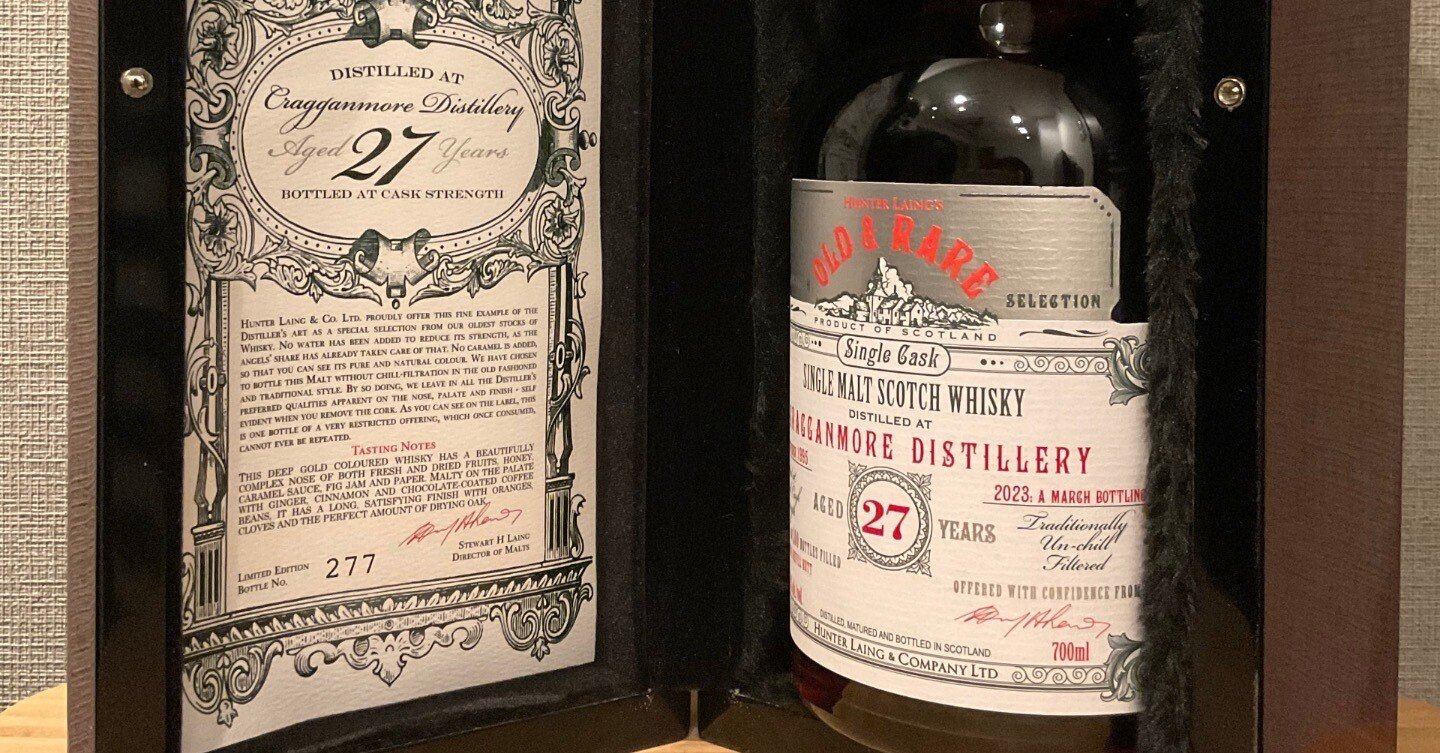 DISTILLED AT
Cragganmore Distillery
Aged 27 Years
BOTTLED AT CASK STRENGTH
HUNTER LAING & CO. LTD. PROUDLY OFFER THIS FINE EXAMPLE OF THE
DISTILLER'S ART AS A SPECIAL SELECTION FROM OUR OLDEST STOCKS OF
WHISKY. NO WATER HAS BEEN ADDED TO REDUCE ITS STRENGTH, AS THE
ANGELS' SHARE HAS ALREADY TAKEN CARE OF THAT. NO CARAMEL IS ADDED,
SO THAT YOU CAN SEE ITS PURE AND NATURAL COLOUR. WE HAVE CHOSEN
TO BOTTLE THIS MALT WITHOUT CHILL-FILTRATION IN THE OLD FASHIONED
AND TRADITIONAL STYLE. BY SO DOING, WE LEAVE IN ALL THE DISTILLER'S
PREFERRED QUALITIES APPARENT ON THE NOSE, PALATE AND FINISH - SELF
EVIDENT WHEN YOU REMOVE THE CORK. AS YOU CAN SEE ON THE LABEL, THIS
IS ONE BOTTLE OF A VERY RESTRICTED OFFERING, WHICH ONCE CONSUMED,
CANNOT EVER BE REPEATED.
TASTING NOTES
THIS DEEP GOLD COLOURED WHISKY HAS A BEAUTIFULLY
COMPLEX NOSE OF BOTH FRESH AND DRIED FRUITS, HONEY,
CARAMEL SAUCE, FIG JAM AND PAPER. MALTY ON THE PALATE
WITH GINGER, CINNAMON AND CHOCOLATE-COATED COFFEE
BEANS, IT HAS A LONG, SATISFYING FINISH WITH ORANGES,
CLOVES AND THE PERFECT AMOUNT OF DRYING OAK.
STEWART H LAING
DIRECTOR OF MALTS
LIMITED EDITION
BOTTLE NO. 277
HUNTER LAING'S
OLD & RARE
SELECTION
PRODUCT OF SCOTLAND
Single Cask
SINGLE MALT SCOTCH WHISKY
DISTILLED AT
RAGGANMORE DISTILLERY
1995
2023: A MARCH BOTTLING
AGED 27 YEARS
Traditionally
Un-chill
Filtered
BOTTLES FILLED
OFFERED WITH CONFIDENCE FROM
DISTILLED, MATURED AND BOTTLED IN SCOTLAND
700ml
HUNTER LAING & COMPANY LTD